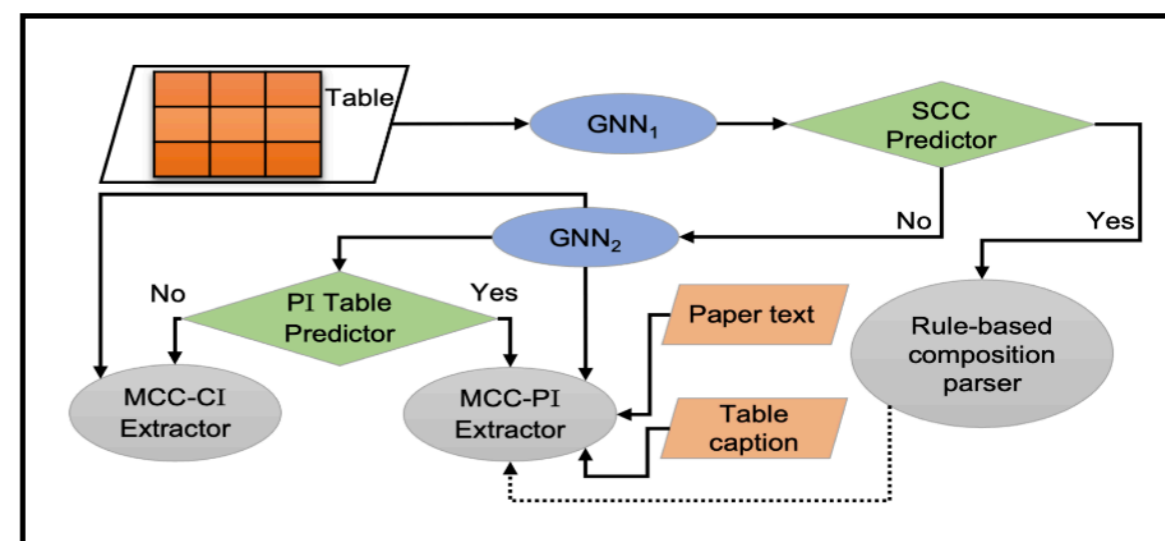 Table
GNN₁
SCC
Predictor
No
Yes
GNN₂
No
PI Table
Predictor
Yes
Paper text
Rule-based
composition
parser
MCC-CI
Extractor
MCC-PI
Extractor
Table
caption